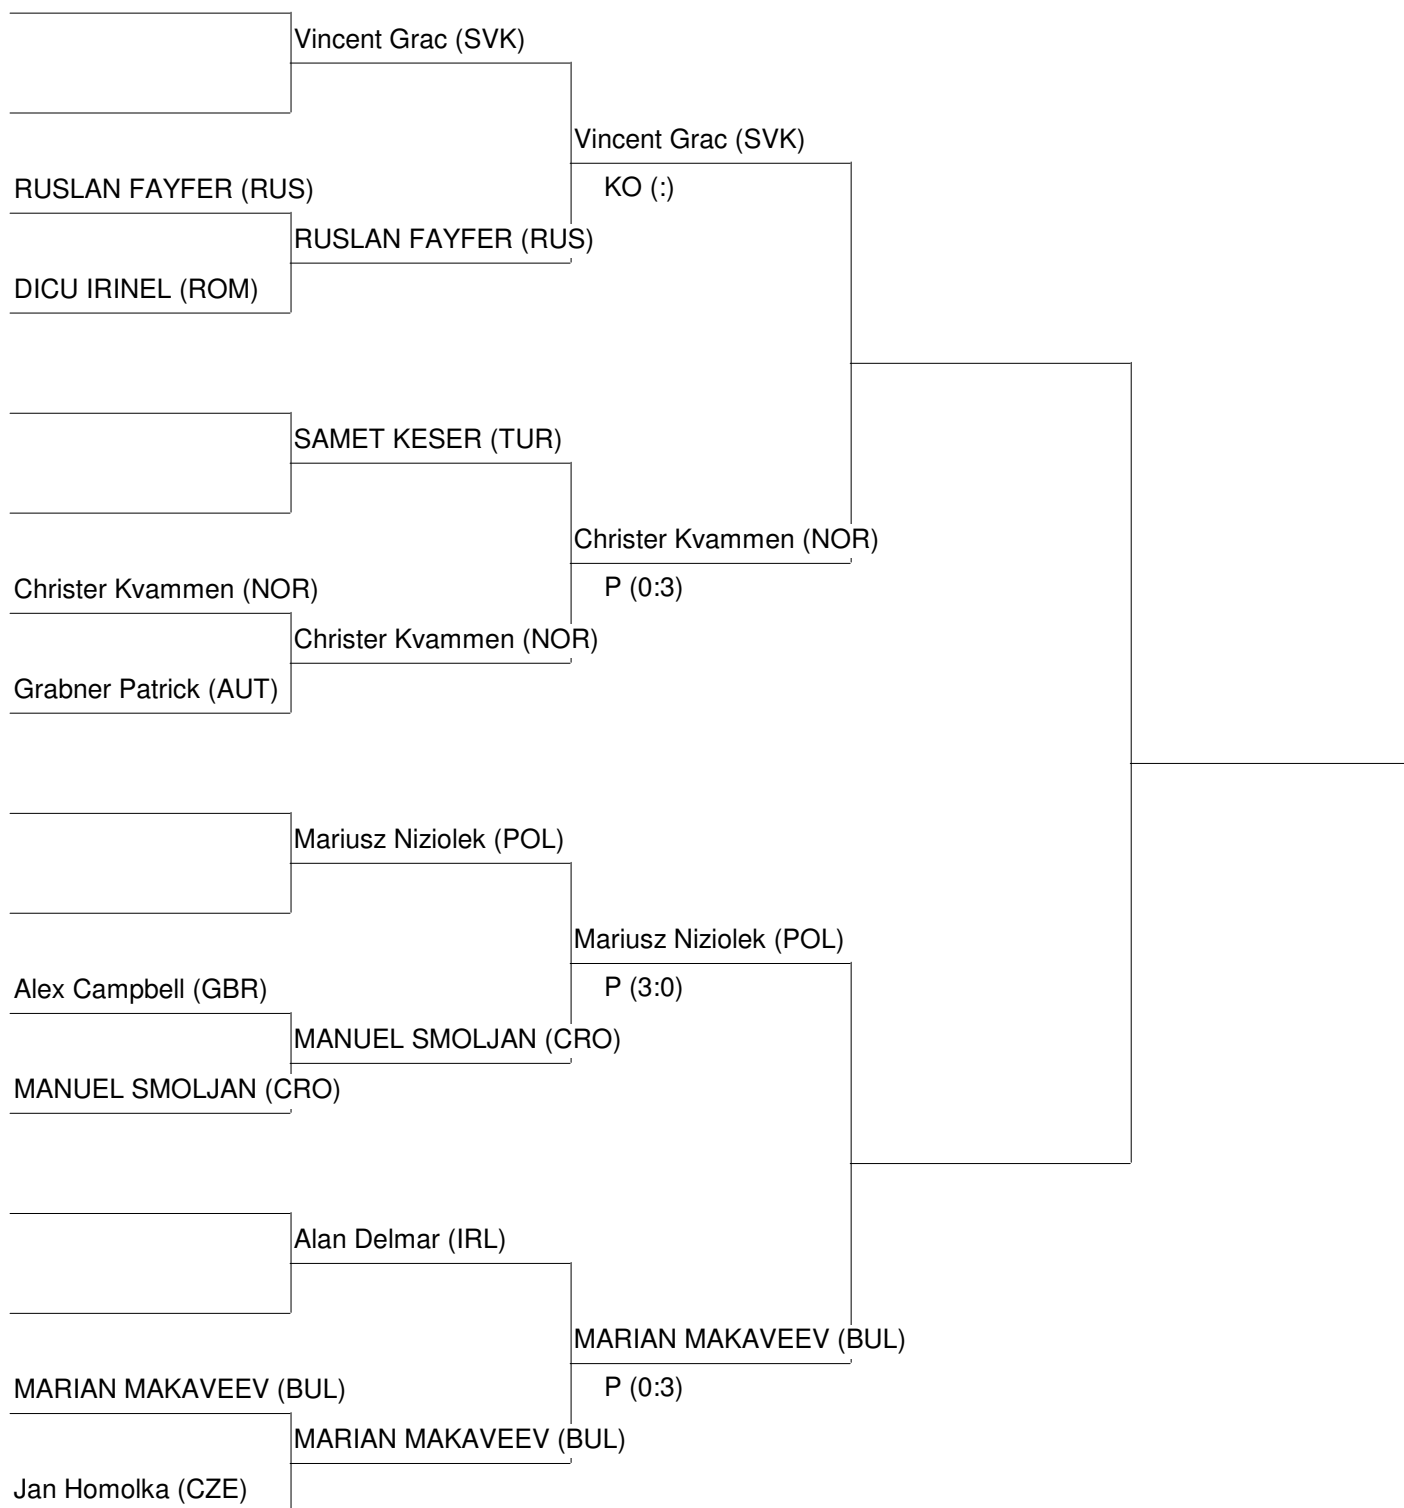 Vincent Grac (SVK)
Vincent Grac (SVK)
KO (:)
RUSLAN FAYFER (RUS)
RUSLAN FAYFER (RUS)
DICU IRINEL (ROM)
SAMET KESER (TUR)
Christer Kvammen (NOR)
P (0:3)
Christer Kvammen (NOR)
Christer Kvammen (NOR)
Grabner Patrick (AUT)
Mariusz Niziolek (POL)
Mariusz Niziolek (POL)
P (3:0)
Alex Campbell (GBR)
MANUEL SMOLJAN (CRO)
MANUEL SMOLJAN (CRO)
Alan Delmar (IRL)
MARIAN MAKAVEEV (BUL)
P (0:3)
MARIAN MAKAVEEV (BUL)
MARIAN MAKAVEEV (BUL)
Jan Homolka (CZE)